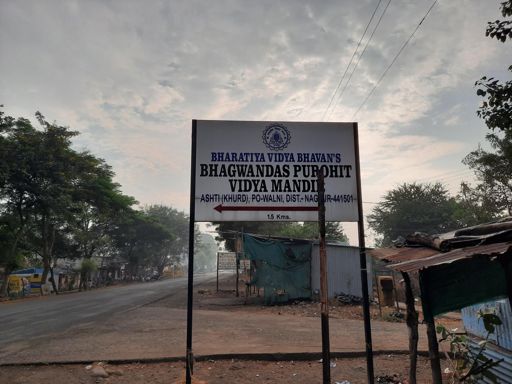 BHARATIYA VIDYA BHAVAN'S
BHAGWANDAS PUROHIT
VIDYA MANDIR
ASHTI (KHURD), PO-WALNI, DIST.-NAGPUR-441501
1.5 Kms.